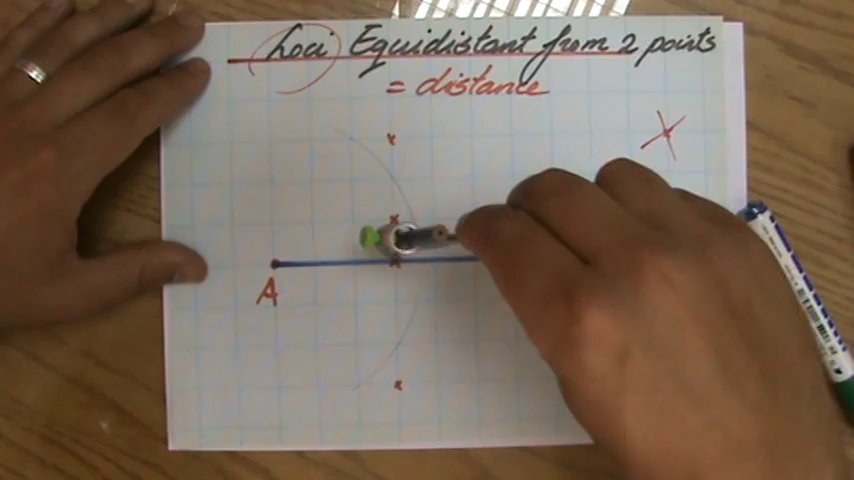 Loci Equidistant from 2 points
= distance
A